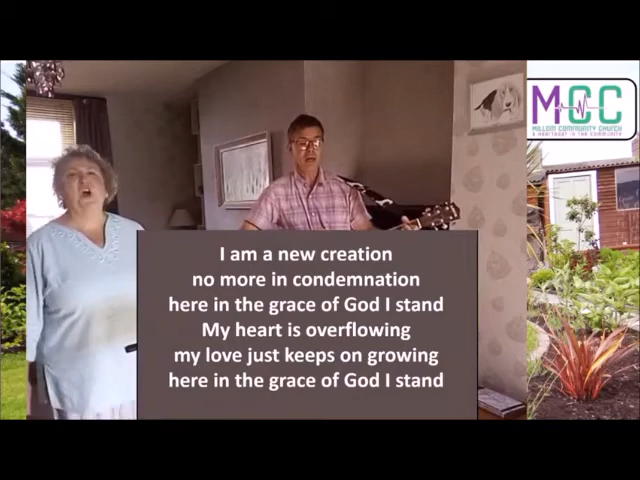 MCC
MILLOM COMMUNITY CHURCH
A HEARTBEAT IN THE COMMUNITY
I am a new creation
no more in condemnation
here in the grace of God I stand
My heart is overflowing
my love just keeps on growing
here in the grace of God I stand